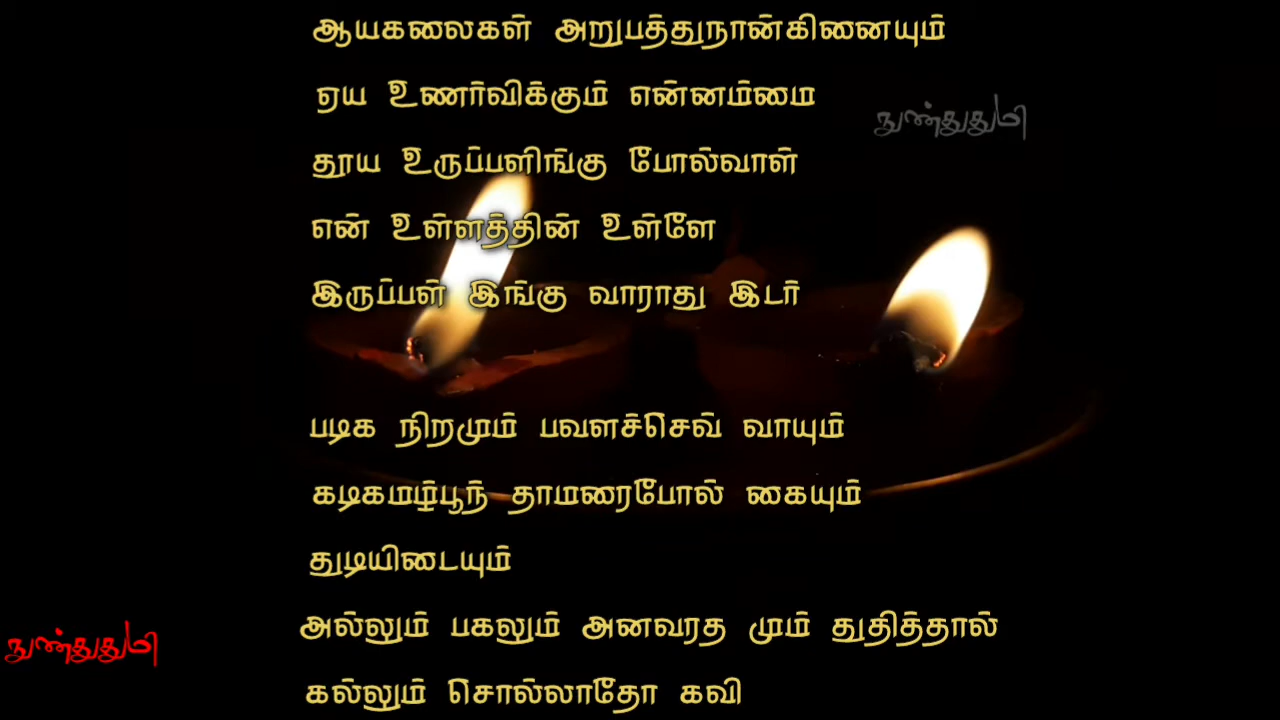 ஆயகலைகள் அறுபத்துநான்கினையும்
ஏய உணர்விக்கும் என்னம்மை
நுண்துதுமி
தூய உருப்பளிங்கு போல்வாள்
என் உள்ளத்தின் உள்ளே
இருப்பள் இங்கு வாராது இடர்
படிக நிறமும் பவளச்செவ் வாயும்
கடிகமழ்பூந் தாமரைபோல் கையும்
துடியிடையும்
அல்லும் பகலும் அனவரத மும் துதித்தால்
நுண்துதுமி
கல்லும் சொல்லாதோ கவி